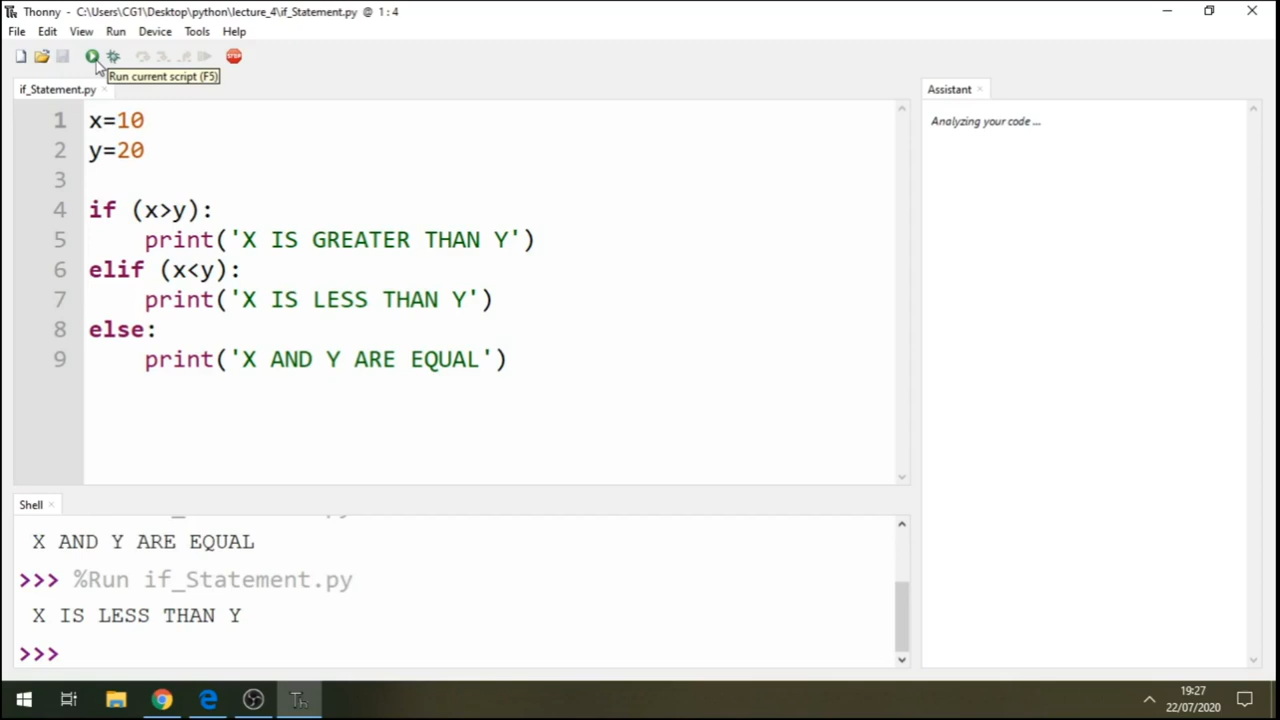 Thonny - C:\Users\CG1\Desktop\python\lecture_4\if_Statement.py @ 1:4
File Edit View Run Device Tools Help
STOP
Run current script (F5)
if_Statement.py
1 x=10
2 y=20
3
4 if (x>y):
5     print('X IS GREATER THAN Y')
6 elif (x<y):
7     print('X IS LESS THAN Y')
8 else:
9     print('X AND Y ARE EQUAL')
Assistant
Analyzing your code ...
Shell
X AND Y ARE EQUAL
>>> %Run if_Statement.py
X IS LESS THAN Y
>>>
19:27
22/07/2020